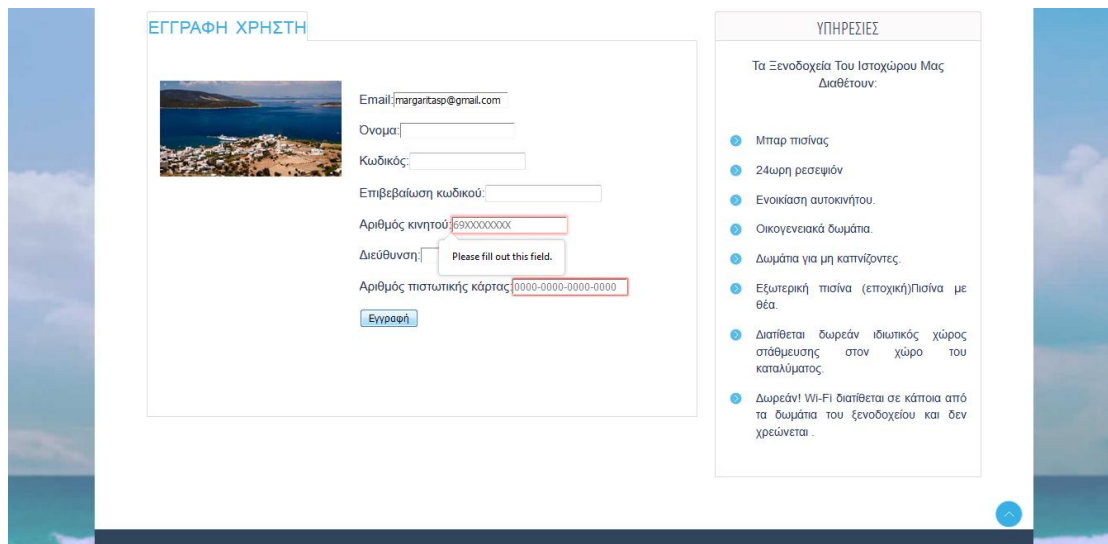 ΕΓΓΡΑΦΗ ΧΡΗΣΤΗ
Email:margaritasp@gmail.com
Όνομα:
Κωδικός:
Επιβεβαίωση κωδικού:
Αριθμός κινητού:69XXXXXXXX
Διεύθυνση:
Please fill out this field.
Αριθμός πιστωτικής κάρτας:0000-0000-0000-0000
Εγγραφή
ΥΠΗΡΕΣΙΕΣ
Τα Ξενοδοχεία Του Ιστοχώρου Μας
Διαθέτουν:
Μπαρ πισίνας
24ωρη ρεσεψιόν
Ενοικίαση αυτοκινήτου.
Οικογενειακά δωμάτια.
Δωμάτια για μη καπνίζοντες.
Εξωτερική πισίνα (εποχική)Πισίνα με
θέα.
Διατίθεται δωρεάν ιδιωτικός χώρος
στάθμευσης στον χώρο του
καταλύματος.
Δωρεάν! Wi-Fi διατίθεται σε κάποια από
τα δωμάτια του ξενοδοχείου και δεν
χρεώνεται .